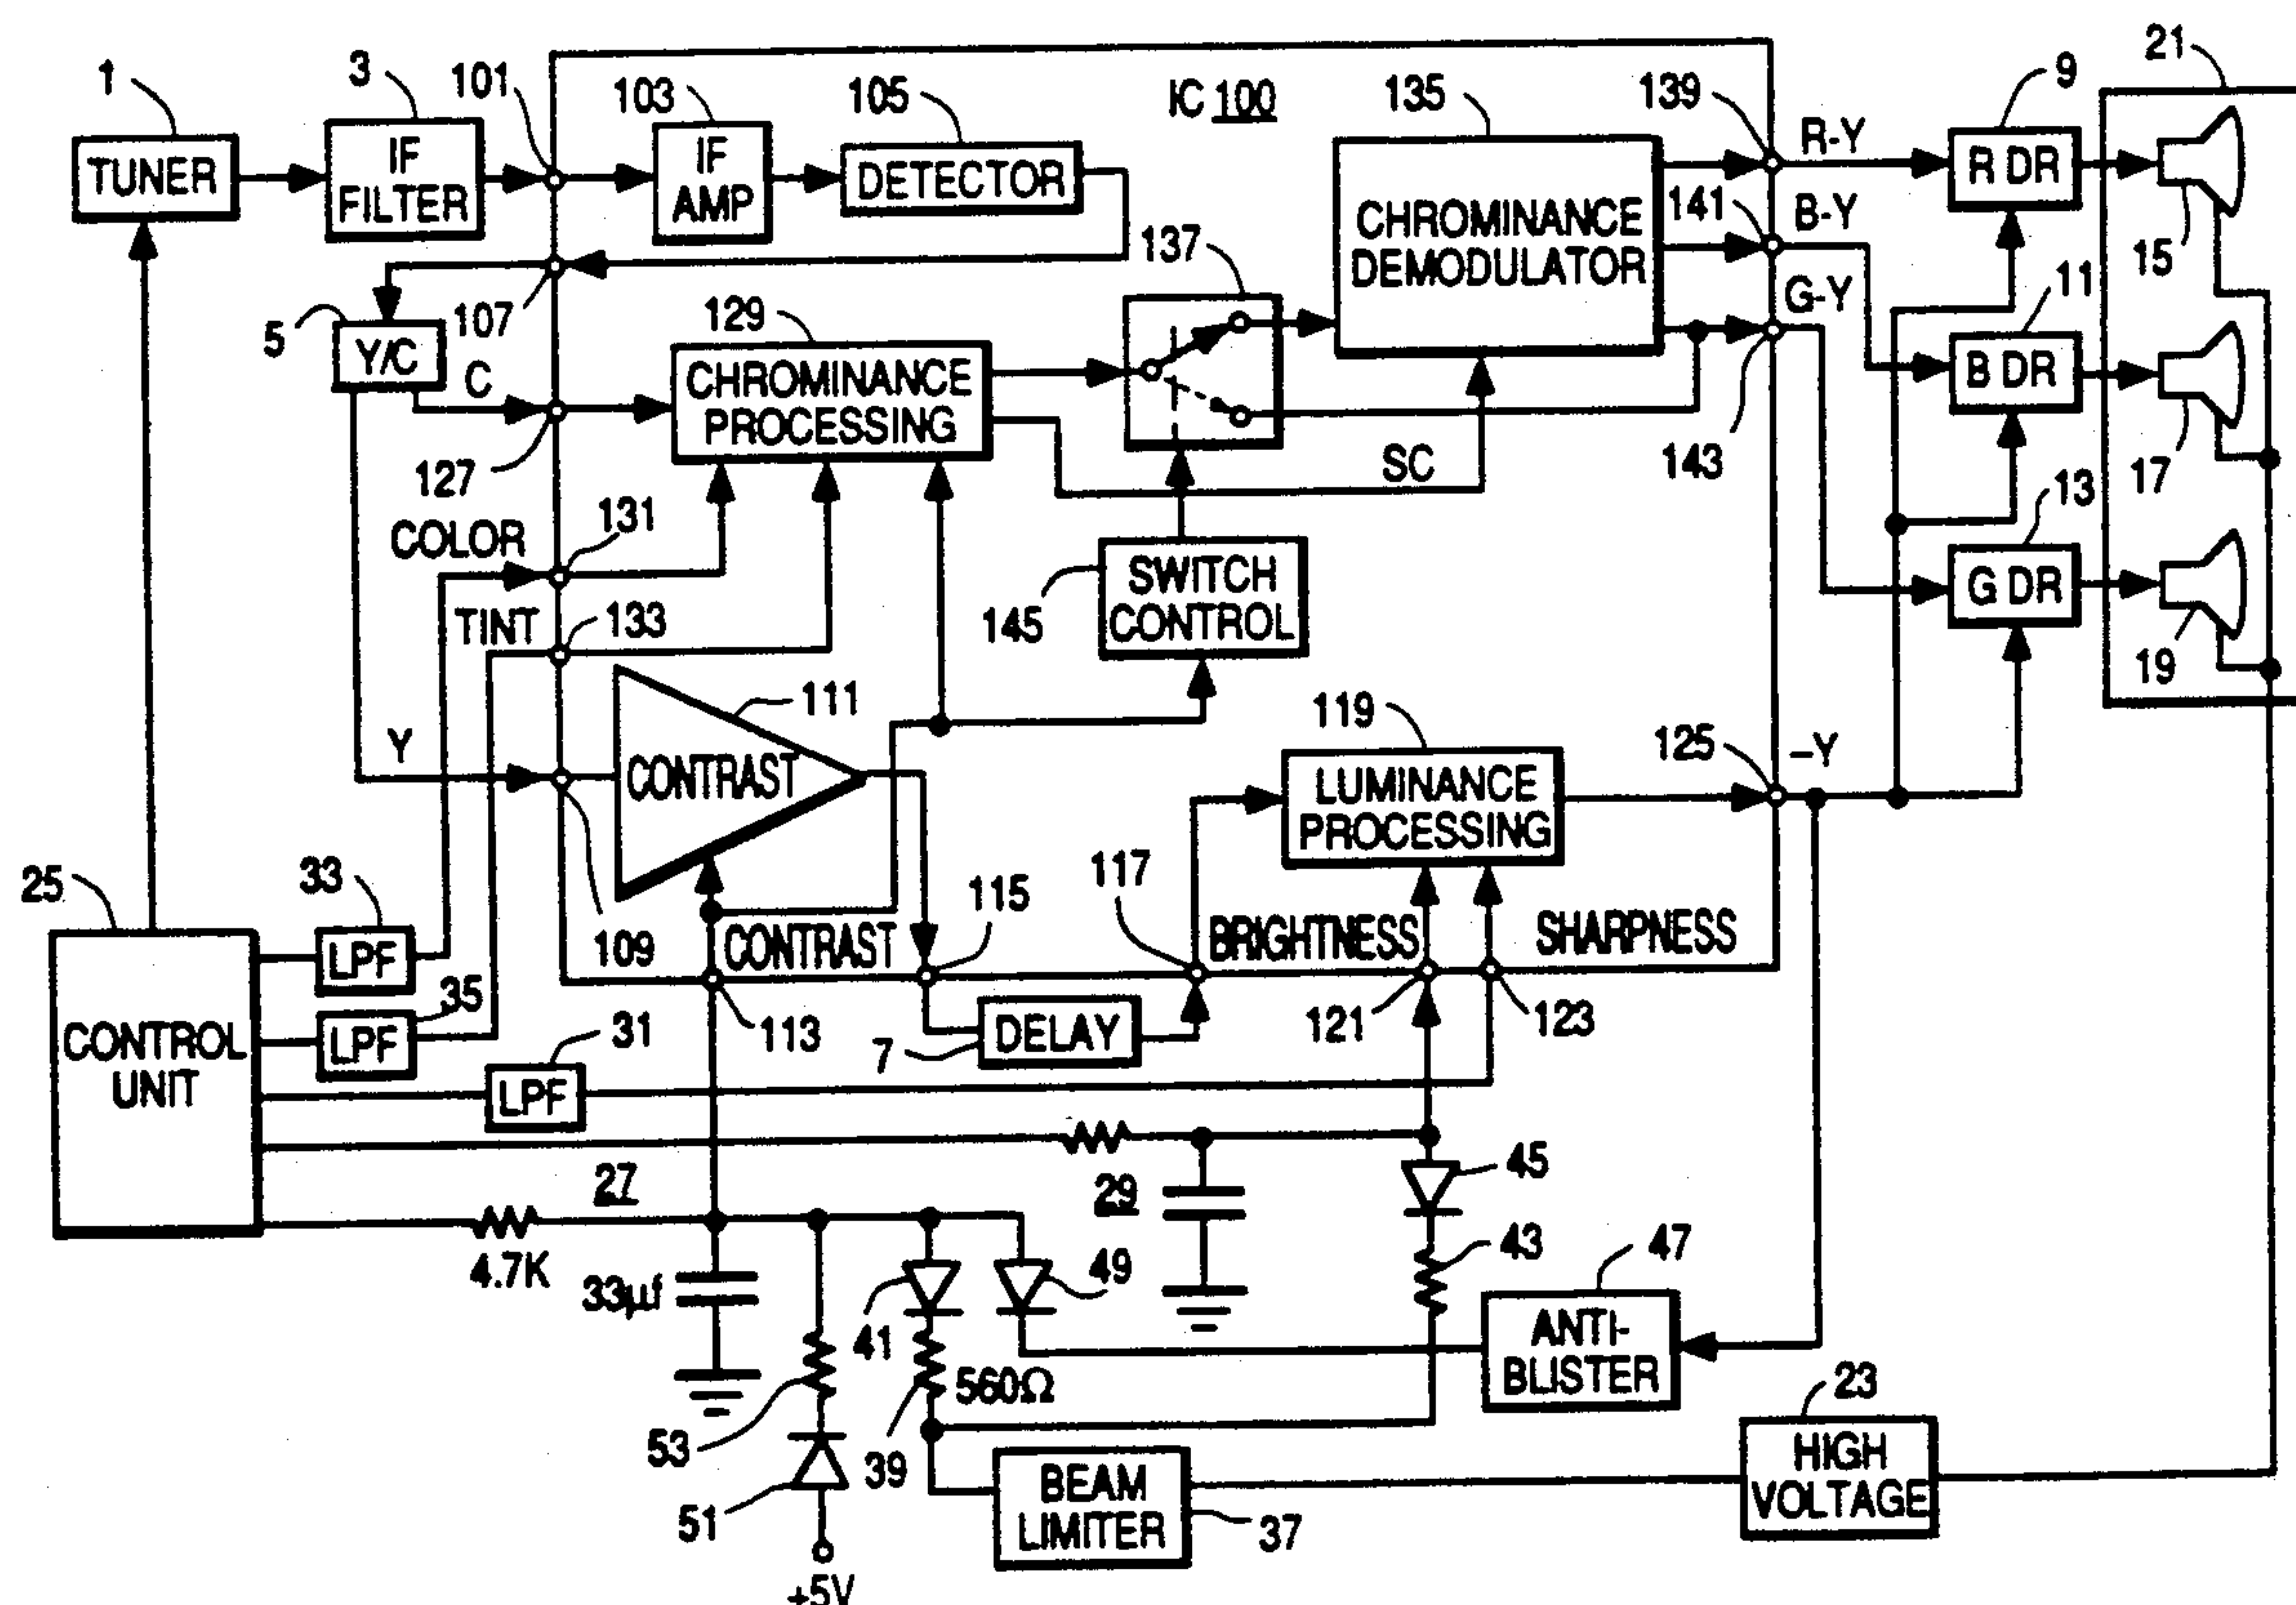 1
3
101
103
105
IC 100
135
139
9
21
TUNER
IF
FILTER
IF
AMP
DETECTOR
CHROMINANCE
DEMODULATOR
R-Y
R DR
141
B-Y
15
137
G-Y
11
5
Y/C
107
129
C
CHROMINANCE
PROCESSING
B DR
127
SC
143
17
13
COLOR
131
TINT
133
145
SWITCH
CONTROL
G DR
19
111
Y
CONTRAST
119
125
-Y
LUMINANCE
PROCESSING
25
33
LPF
109
CONTRAST
115
117
BRIGHTNESS
SHARPNESS
35
LPF
CONTROL
UNIT
31
LPF
113
7
DELAY
121
123
27
4.7K
33µf
29
45
41
49
43
47
ANTI-
BLISTER
53
39
560Ω
51
+5V
BEAM
LIMITER
37
23
HIGH
VOLTAGE